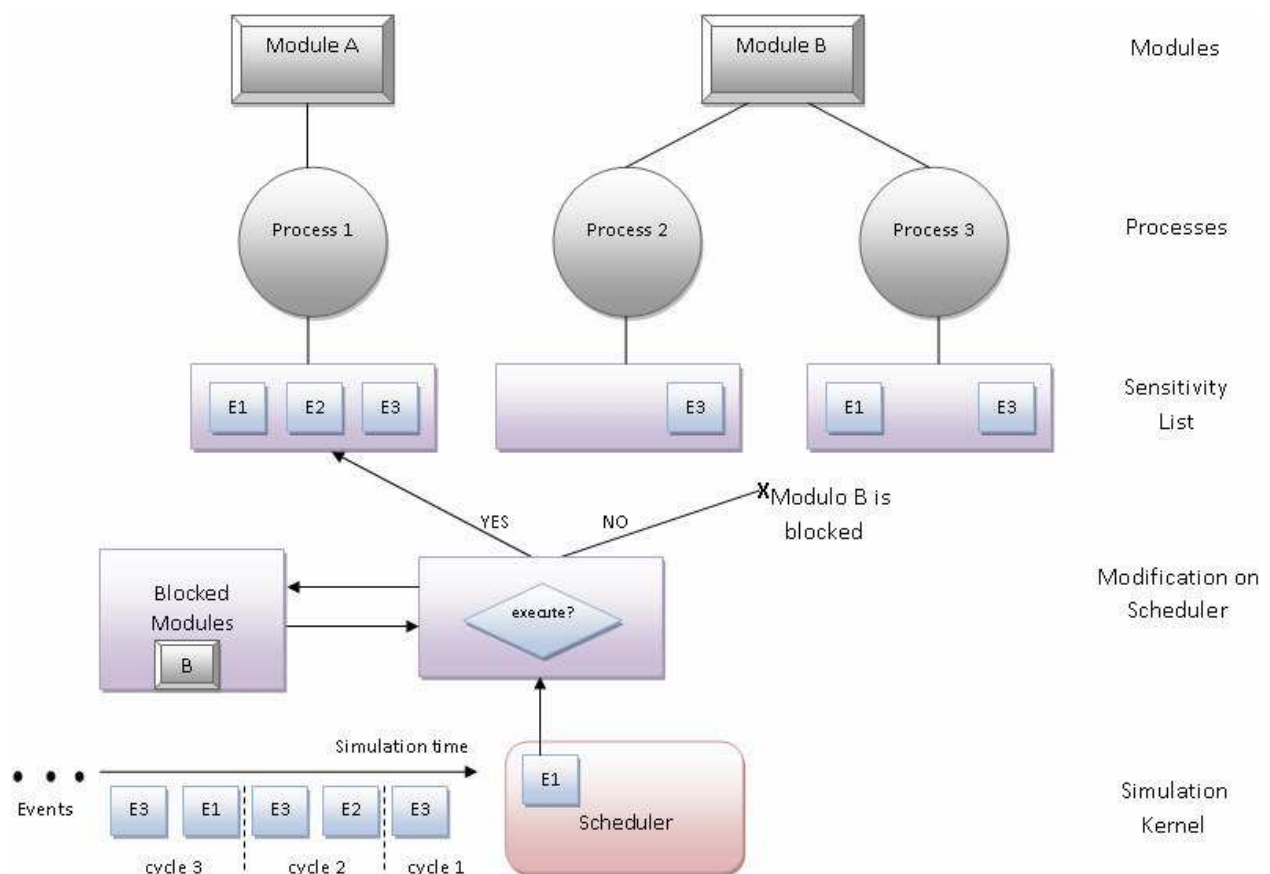 Module A
Module B
Modules
Process 1
Process 2
Process 3
Processes
E1
E2
E3
E3
E1
E3
Sensitivity
List
YES
NO
X
Modulo B is
blocked
Blocked
Modules
B
execute?
Modification on
Scheduler
Simulation time
Events
E3
E1
E3
E2
E3
cycle 3
cycle 2
cycle 1
E1
Scheduler
Simulation
Kernel